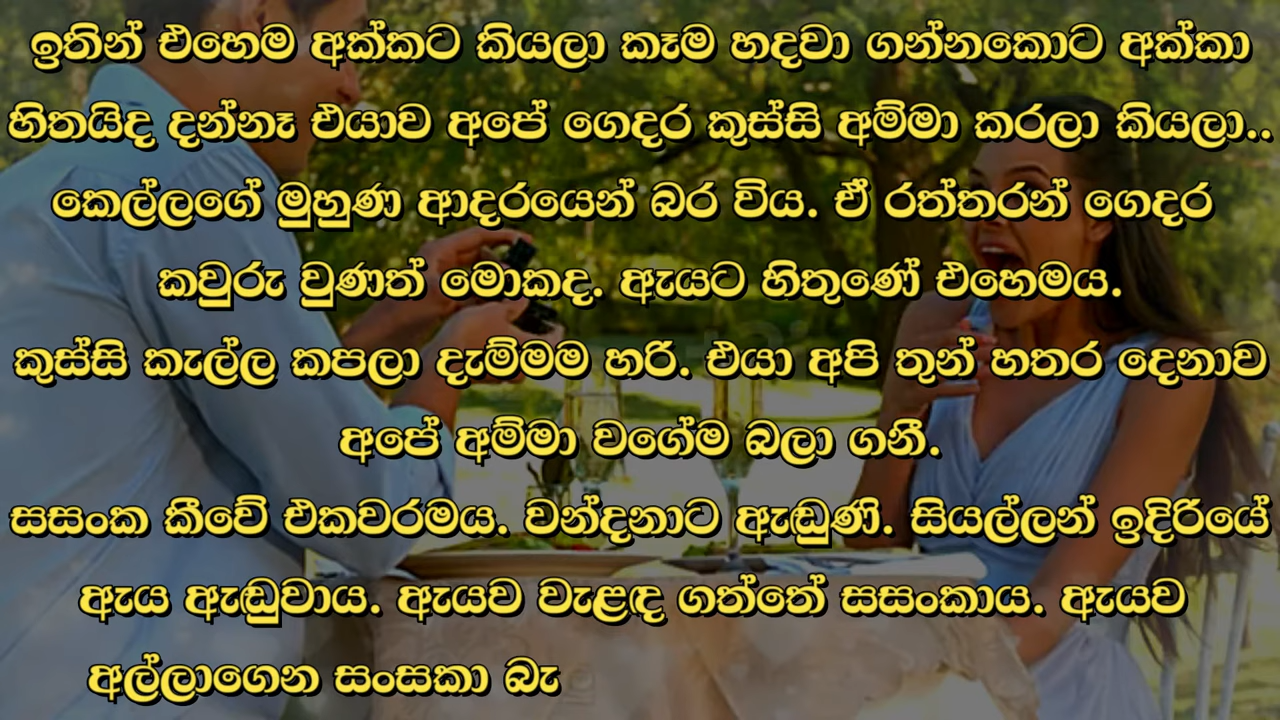 ඉතින් එහෙම අක්කට කියලා කෑම හදවා ගන්නකොට අක්කා
හිතයිද දන්නෑ එයාව අපේ ගෙදර කුස්සි අම්මා කරලා කියලා..
කෙල්ලගේ මුහුණ ආදරයෙන් බර විය. ඒ රත්තරන් ගෙදර
කවුරු වුණත් මොකද. ඇයට හිතුණේ එහෙමය.
කුස්සි කැල්ල කපලා දැම්මම හරි. එයා අපි තුන් හතර දෙනාව
අපේ අම්මා වගේම බලා ගනී.
සසංක කීවේ එකවරමය. වන්දනාට ඇඬුණි. සියල්ලන් ඉදිරියේ
ඇය ඇඬුවාය. ඇයව වැළඳ ගත්තේ සසංකාය. ඇයව
අල්ලාගෙන සංසකා බැ